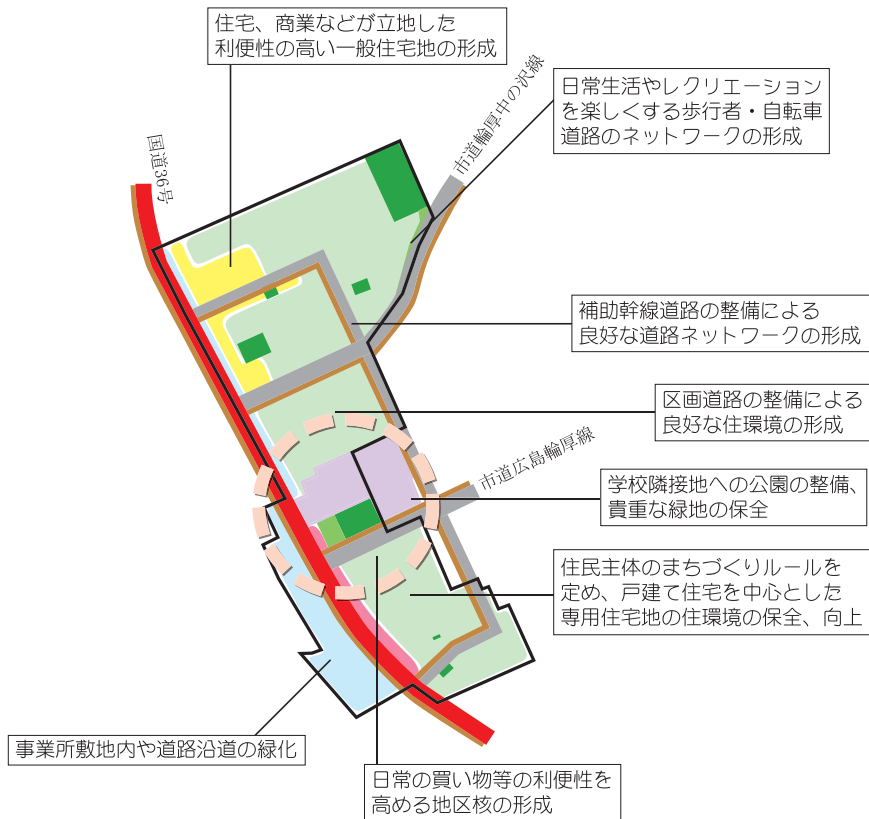 住宅、商業などが立地した
利便性の高い一般住宅地の形成
日常生活やレクリエーション
を楽しくする歩行者・自転車
道路のネットワークの形成
市道輪厚中の沢線
国道36号
補助幹線道路の整備による
良好な道路ネットワークの形成
区画道路の整備による
良好な住環境の形成
市道広島輪厚線
学校隣接地への公園の整備、
貴重な緑地の保全
住民主体のまちづくりルールを
定め、戸建て住宅を中心とした
専用住宅地の住環境の保全、向上
事業所敷地内や道路沿道の緑化
日常の買い物等の利便性を
高める地区核の形成